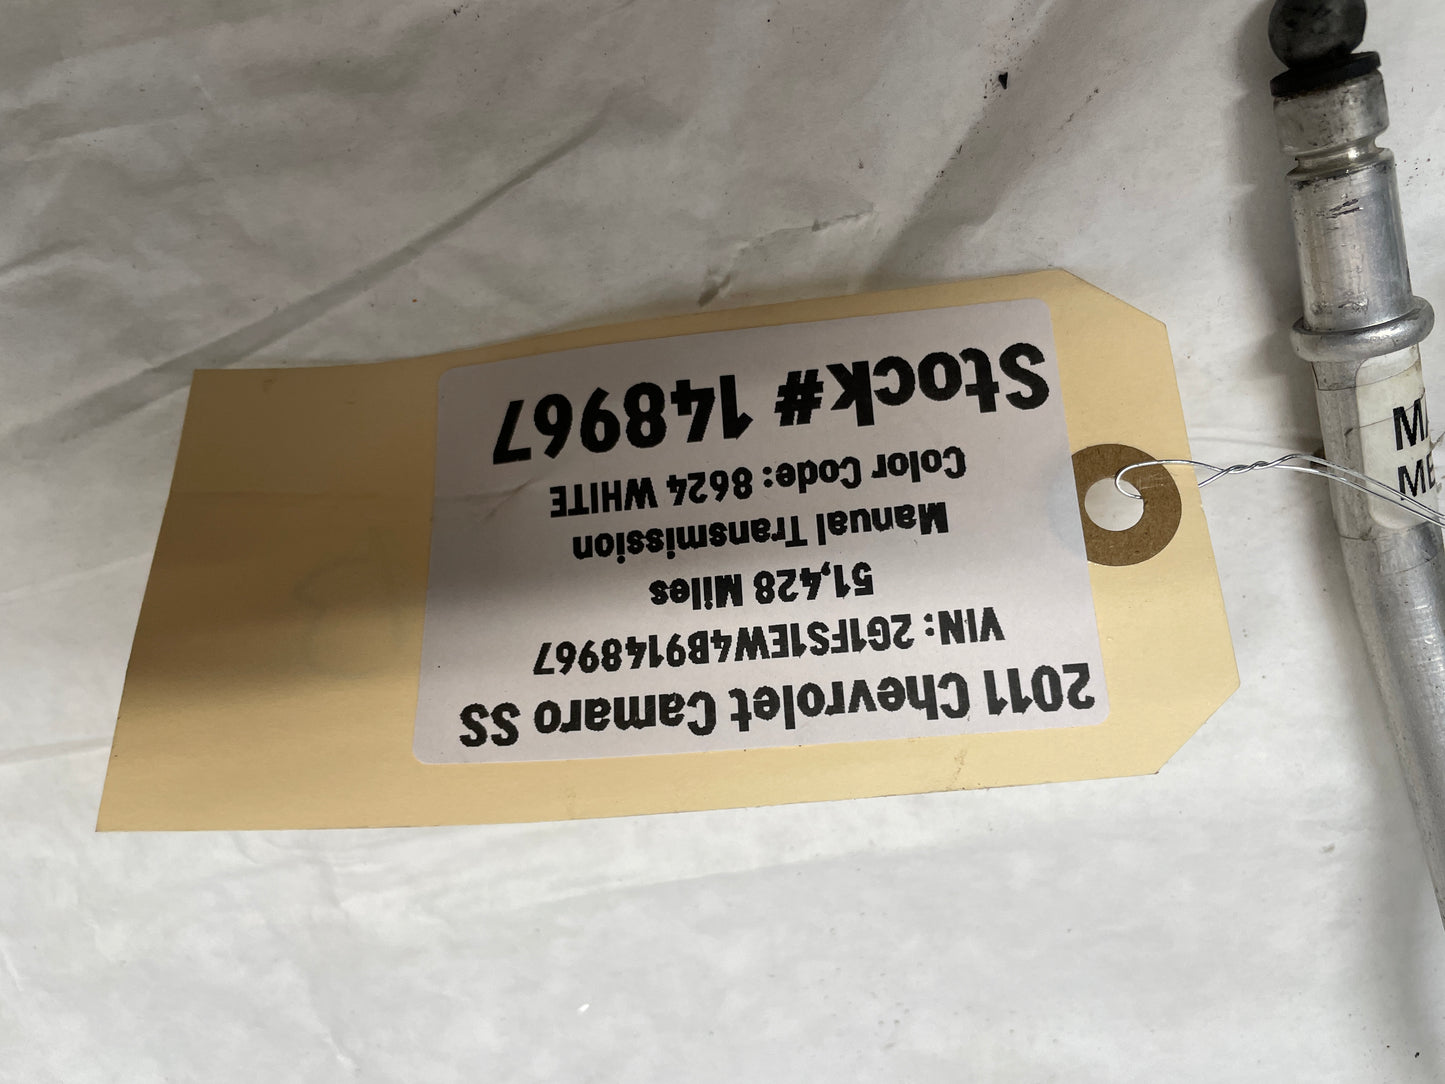 2011 Chevrolet Camaro SS
VIN: 2G1FS1EW4B9148967
51,428 Miles
Manual Transmission
Color Code: 8624 WHITE
Stock# 148967